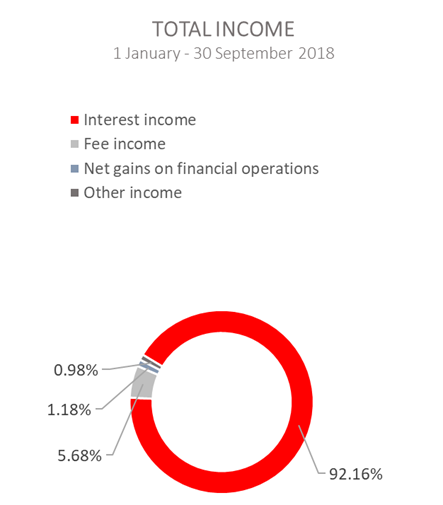 TOTAL INCOME
1 January - 30 September 2018
Interest income
Fee income
Net gains on financial operations
Other income
0.98%
1.18%
5.68%
92.16%